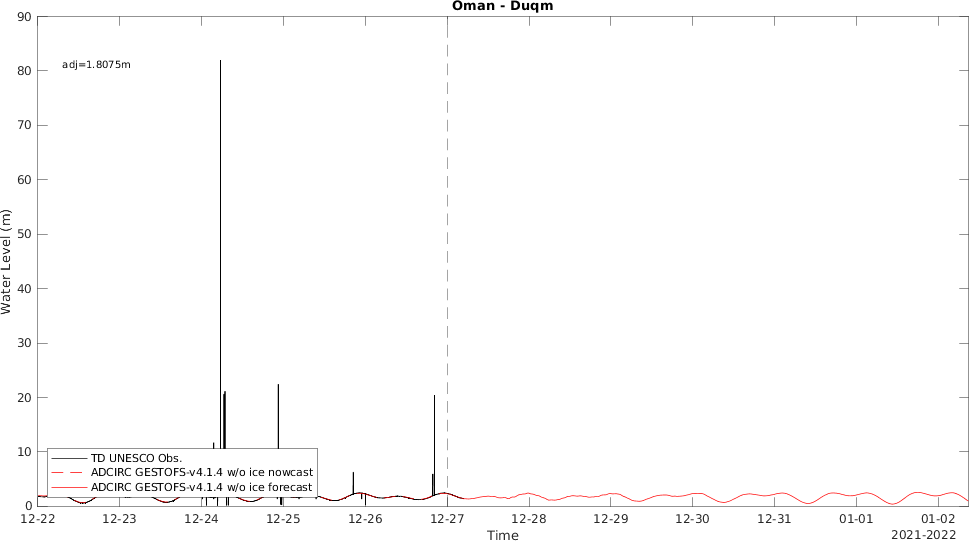 Oman - Duqm
90
80
70
60
50
40
30
20
10
0
Water Level (m)
adj=1.8075m
TD UNESCO Obs.
ADCIRC GESTOFS-v4.1.4 w/o ice nowcast
ADCIRC GESTOFS-v4.1.4 w/o ice forecast
12-22 12-23 12-24 12-25 12-26 12-27 12-28 12-29 12-30 12-31 01-01 01-02
Time
2021-2022